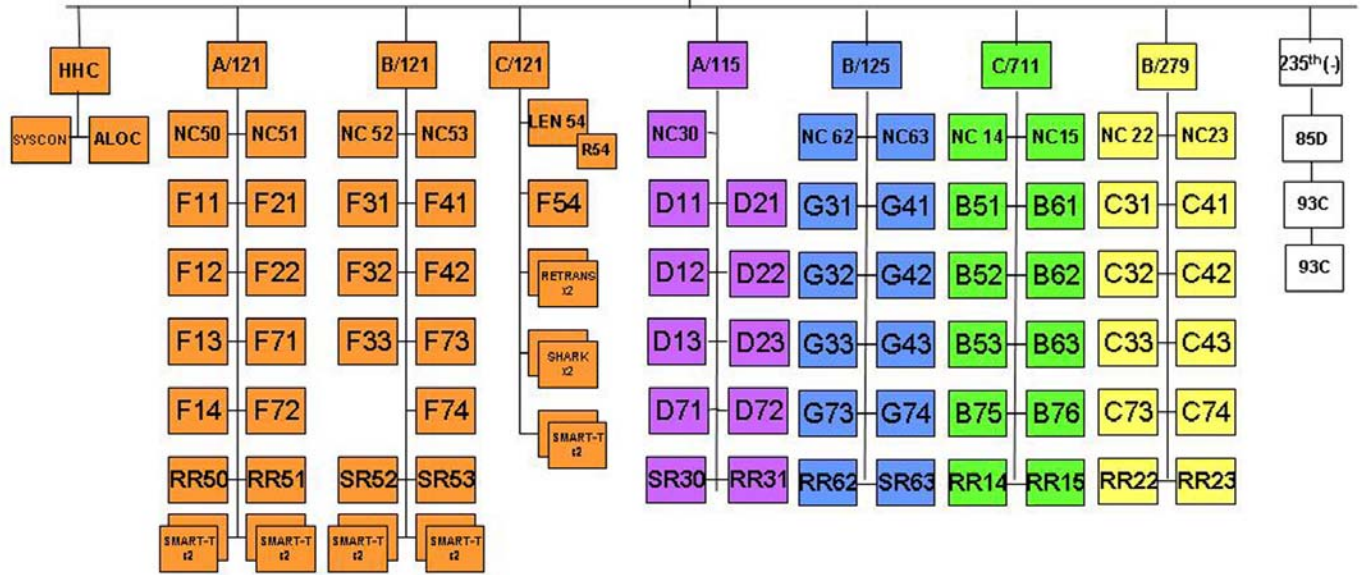 HHC
SYSCON
ALOC
A/121
NC50
NC51
F11
F21
F12
F22
F13
F71
F14
F72
RR50
RR51
SMART-T
x2
SMART-T
x2
B/121
NC 52
NC53
F31
F41
F32
F42
F33
F73
F74
SR52
SR53
SMART-T
x2
SMART-T
x2
C/121
LEN 54
R54
F54
RETRANS
x2
SHARK
x2
SMART-T
x2
A/115
NC30
D11
D21
D12
D22
D13
D23
D71
D72
SR30
RR31
B/125
NC 62
NC63
G31
G41
G32
G42
G33
G43
G73
G74
RR62
SR63
C/711
NC 14
NC15
B51
B61
B52
B62
B53
B63
B75
B76
RR14
RR15
B/279
NC 22
NC23
C31
C41
C32
C42
C33
C43
C73
C74
RR22
RR23
235th(-)
85D
93C
93C